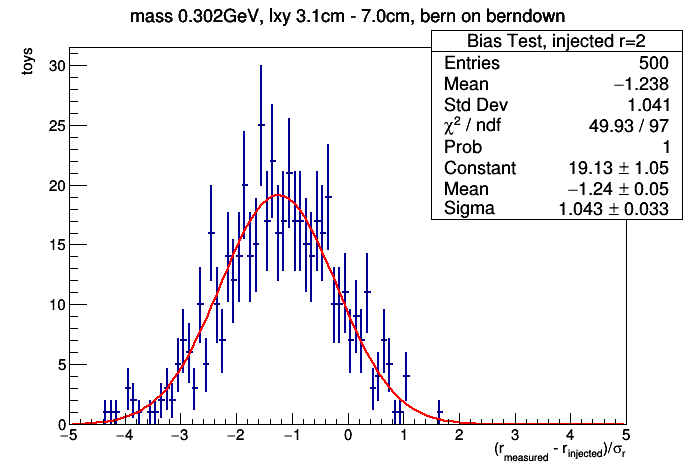 mass 0.302GeV, lxy 3.1cm - 7.0cm, bern on berndown
toys
Bias Test, injected r=2
Entries 500
Mean −1.238
Std Dev 1.041
χ² / ndf 49.93 / 97
Prob 1
Constant 19.13 ± 1.05
Mean −1.24 ± 0.05
Sigma 1.043 ± 0.033
30
25
20
15
10
5
0
−5 −4 −3 −2 −1 0 1 2 3 4 5
(r_measured - r_injected)/σ_r